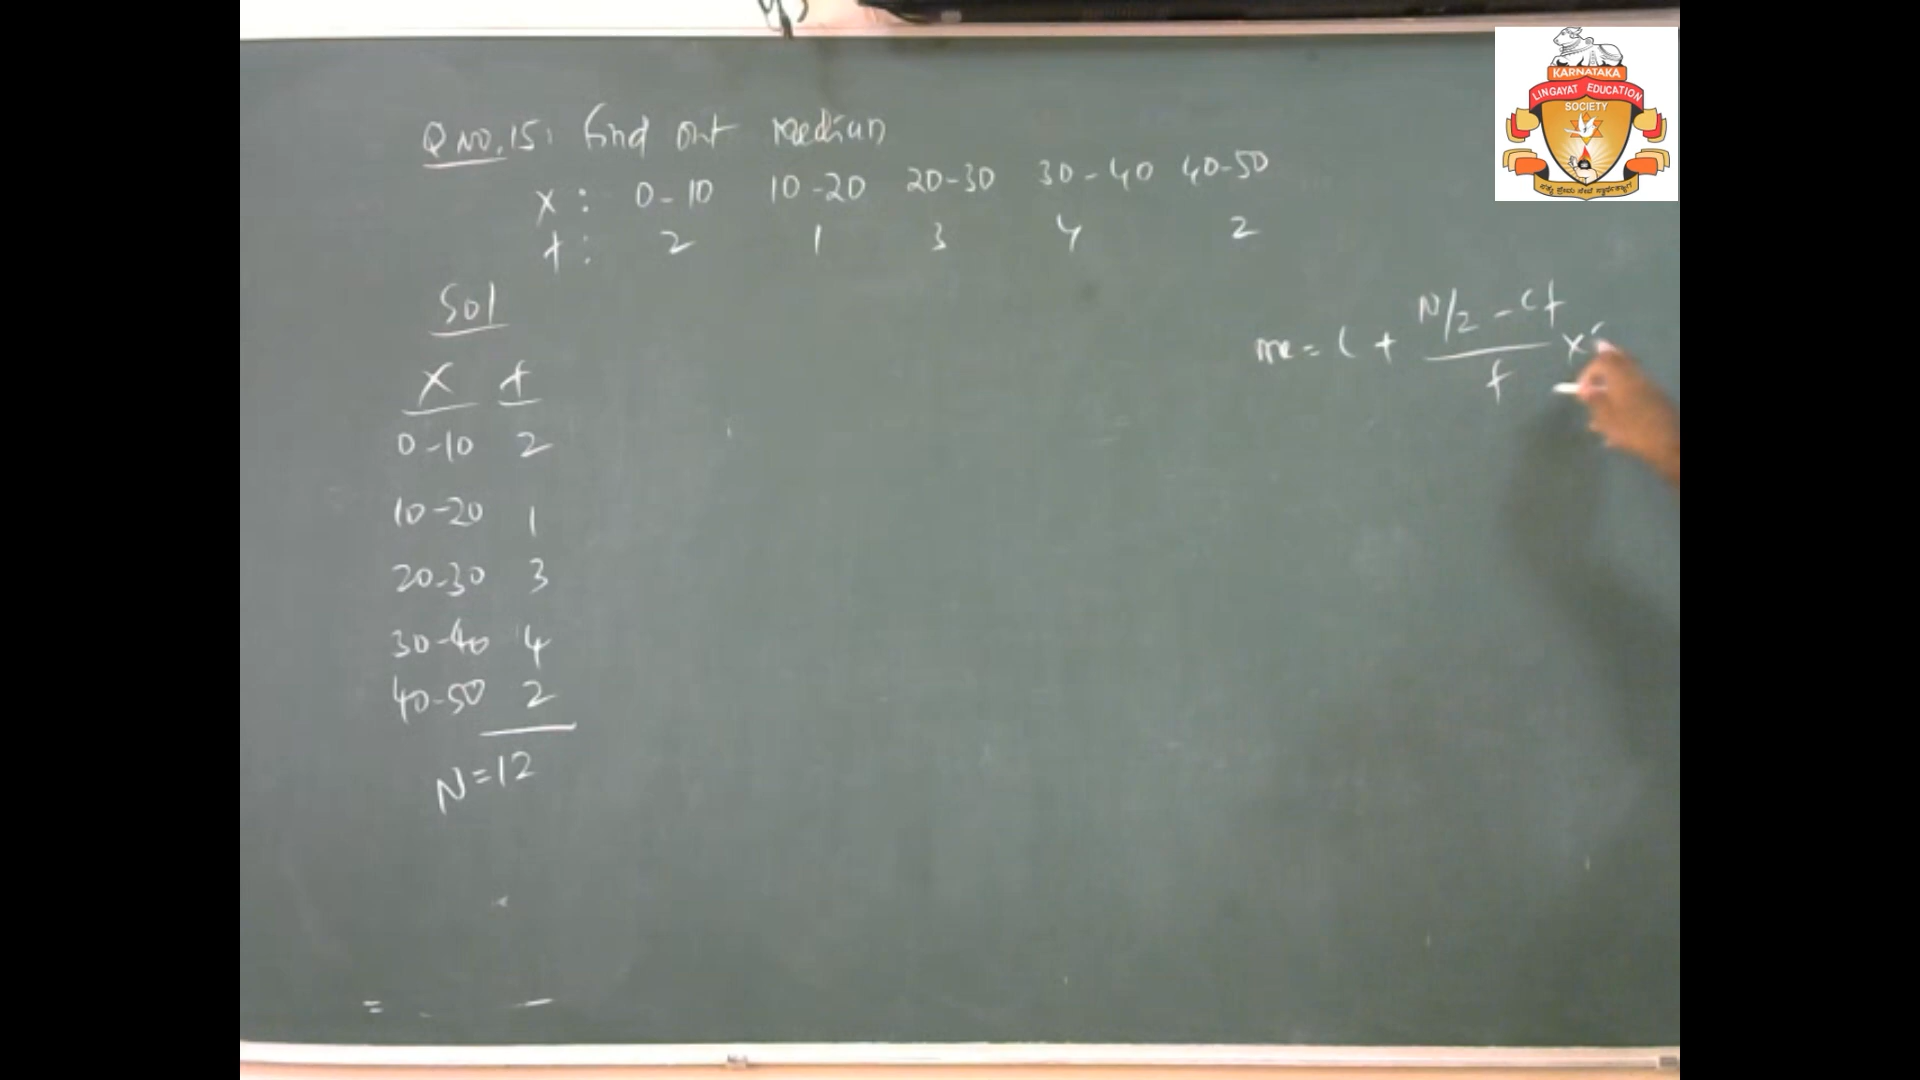 Q NO. 15: find out Median
X : 0-10 10-20 20-30 30-40 40-50
f : 2 1 3 4 2
Sol
X f
0-10 2
10-20 1
20-30 3
30-40 4
40-50 2
N=12
me = L + N/2 - cf
f
×
KARNATAKA
LINGAYAT EDUCATION
SOCIETY